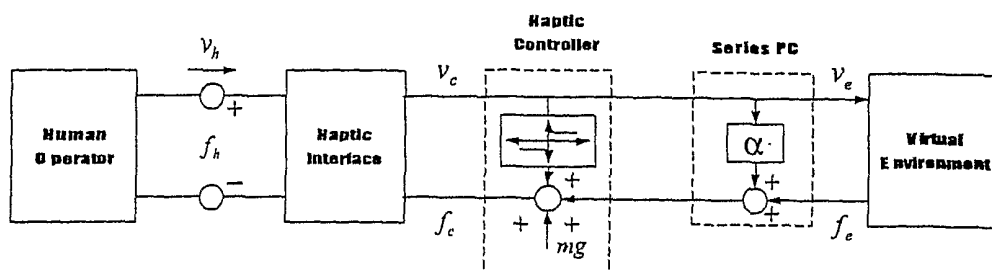 Haptic
Controller
Series PC
v_h
v_c
v_e
+
Human
Operator
f_h
Haptic
Interface
α
Virtual
Environment
−
+
+
+
+
+
f_c
mg
f_e